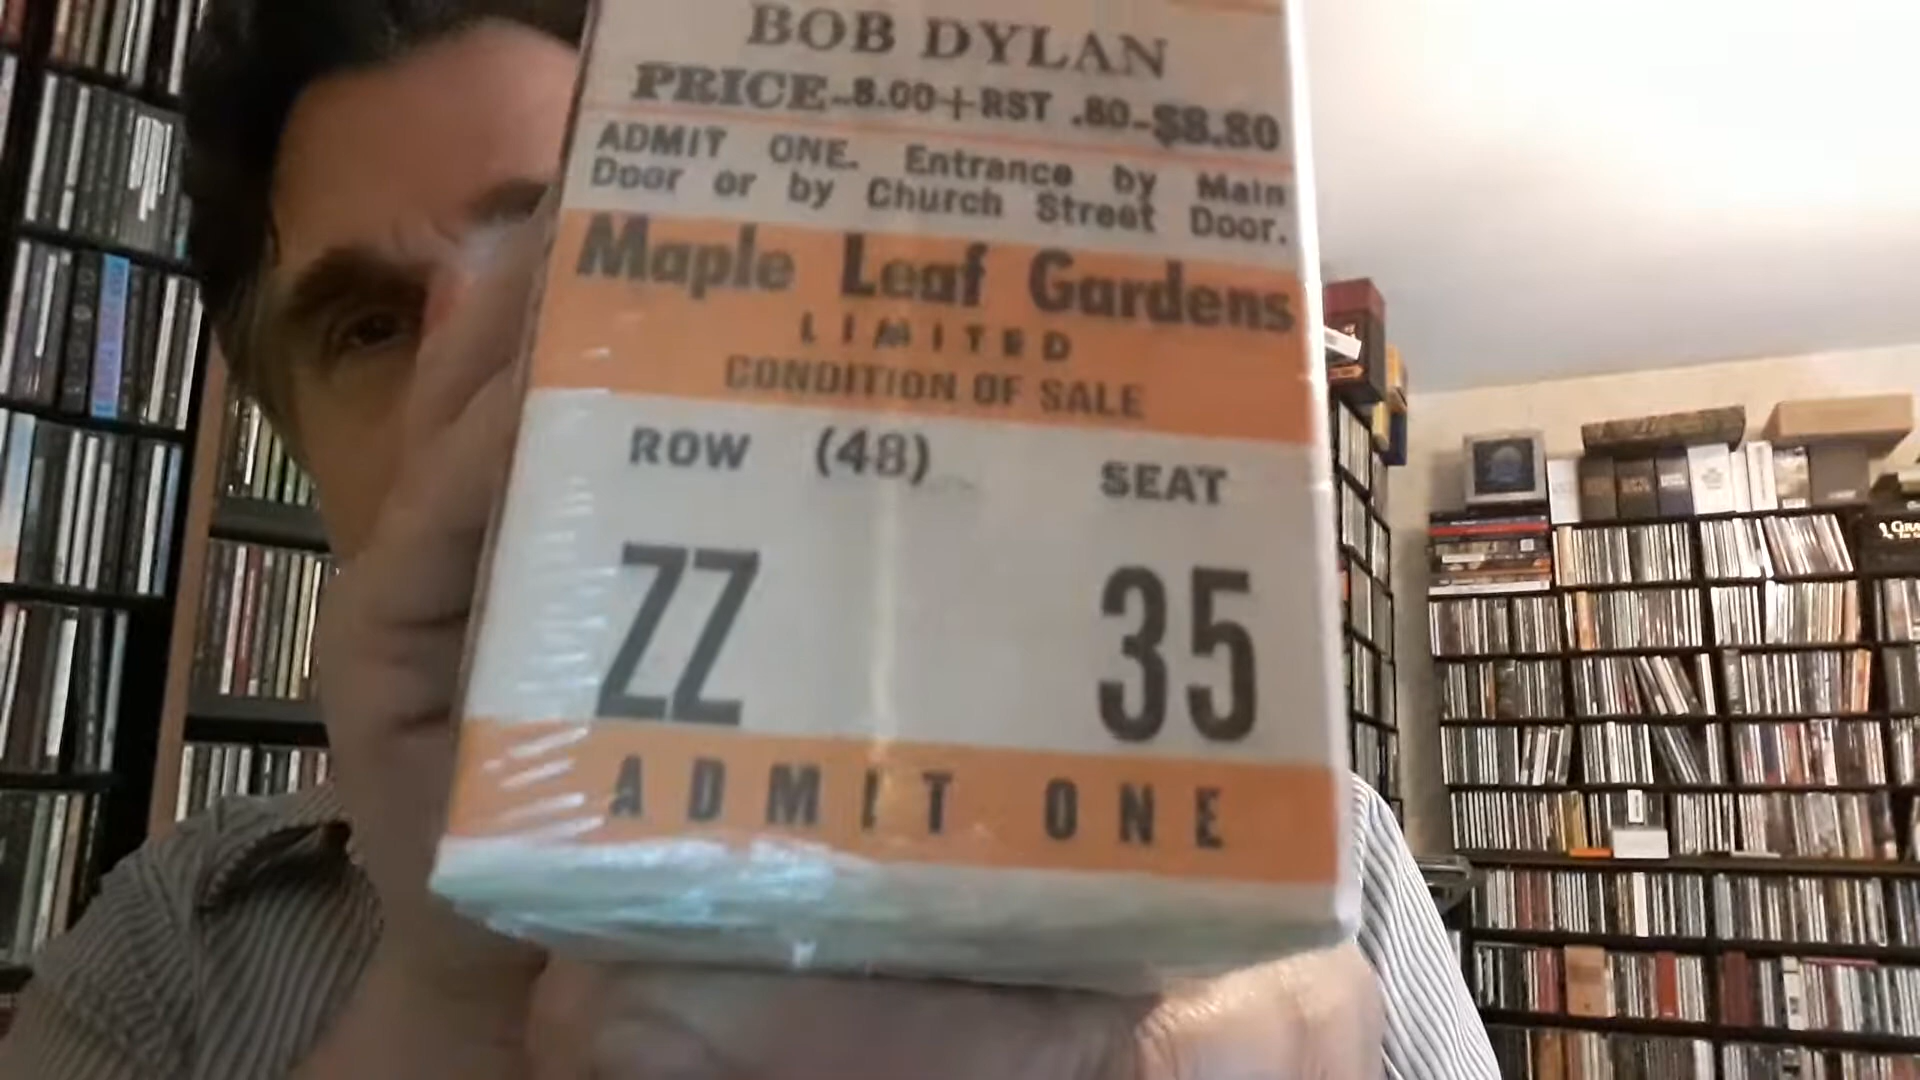 BOB DYLAN
PRICE-8.00+RST .80-$8.80
ADMIT ONE. Entrance by Main
Door or by Church Street Door.
Maple Leaf Gardens
LIMITED
CONDITION OF SALE
ROW (48) SEAT
ZZ 35
ADMIT ONE